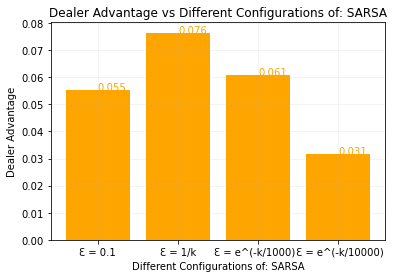 Dealer Advantage vs Different Configurations of: SARSA
0.08
0.07
0.06
0.05
0.04
0.03
0.02
0.01
0.00
Dealer Advantage
0.055
0.076
0.061
0.031
Ɛ = 0.1
Ɛ = 1/k
Ɛ = e^(-k/1000)
Ɛ = e^(-k/10000)
Different Configurations of: SARSA